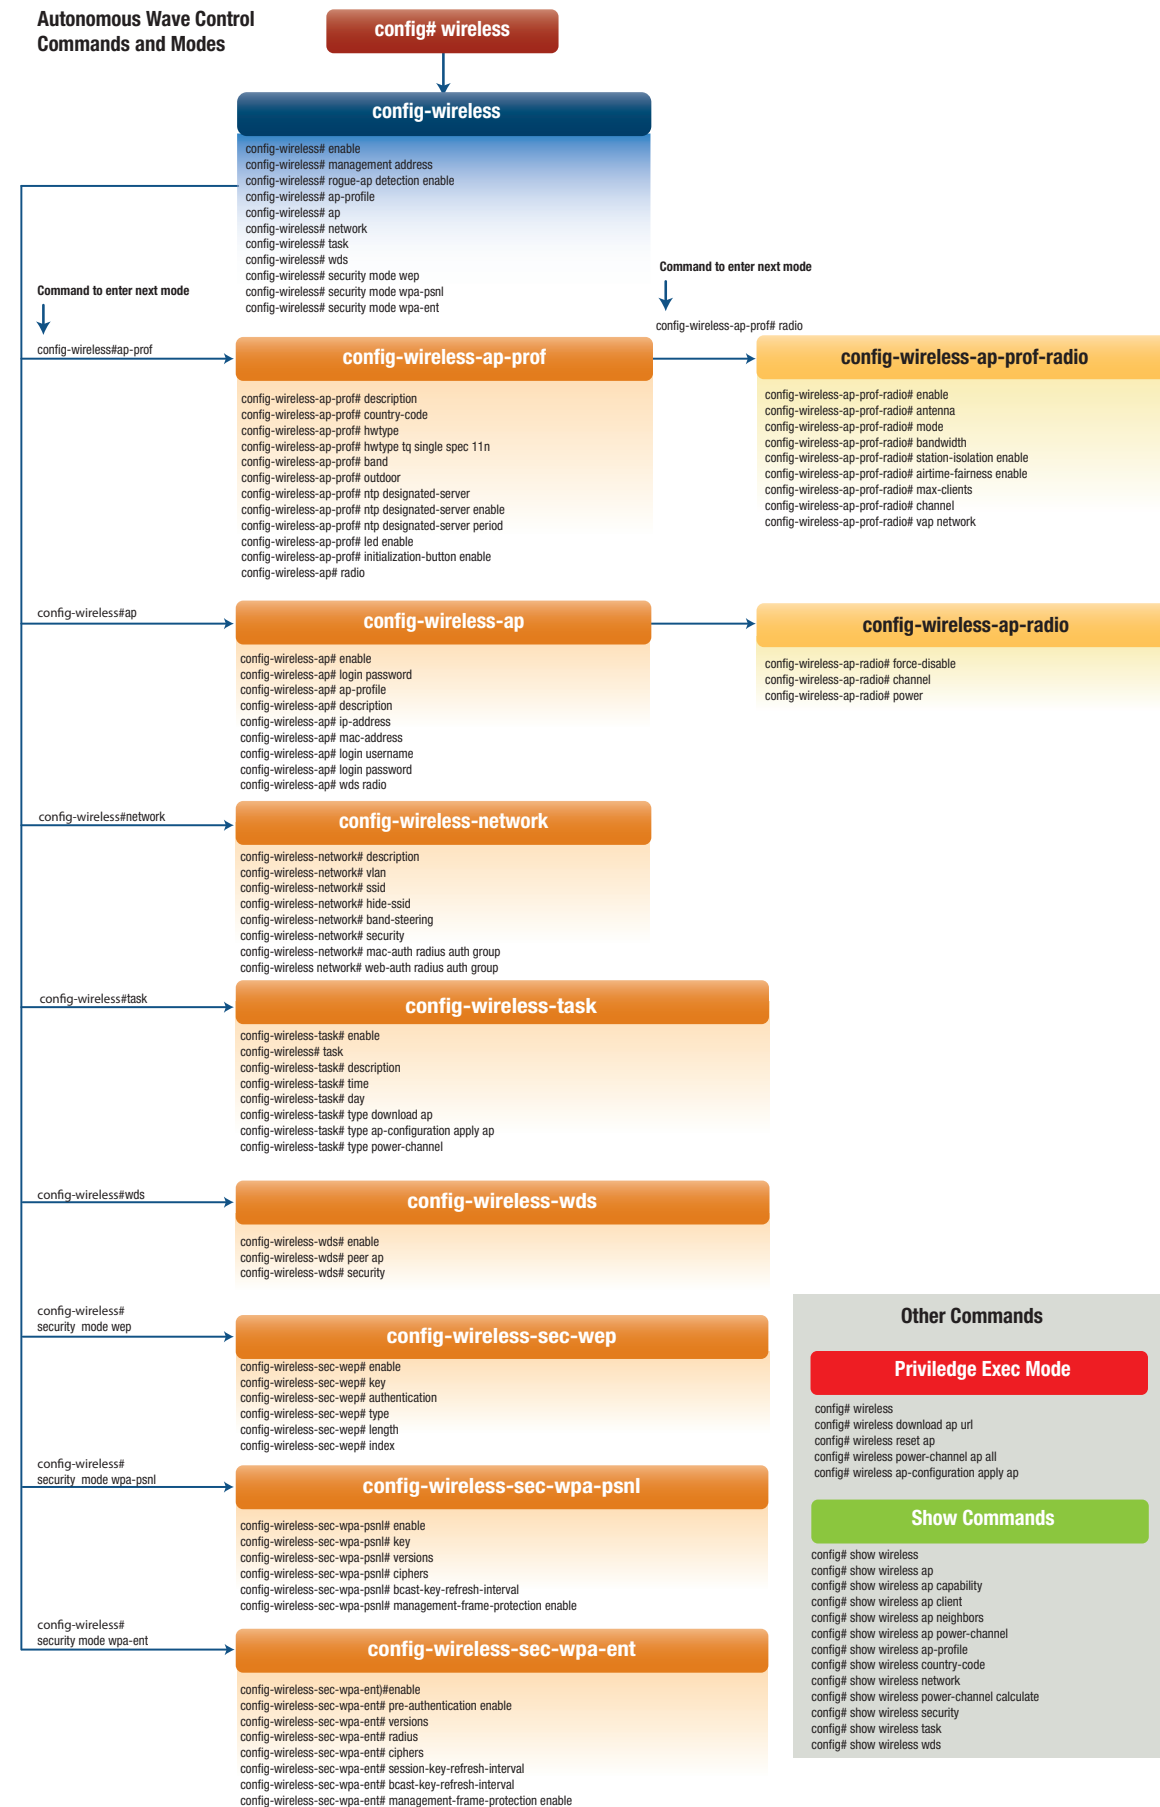 Autonomous Wave Control
Commands and Modes
config# wireless
config-wireless
config-wireless# enable
config-wireless# management address
config-wireless# rogue-ap detection enable
config-wireless# ap-profile
config-wireless# ap
config-wireless# network
config-wireless# task
config-wireless# wds
config-wireless# security mode wep
config-wireless# security mode wpa-psnl
config-wireless# security mode wpa-ent
Command to enter next mode
config-wireless#ap-prof
config-wireless-ap-prof
config-wireless-ap-prof# description
config-wireless-ap-prof# country-code
config-wireless-ap-prof# hwtype
config-wireless-ap-prof# hwtype tq single spec 11n
config-wireless-ap-prof# band
config-wireless-ap-prof# outdoor
config-wireless-ap-prof# ntp designated-server
config-wireless-ap-prof# ntp designated-server enable
config-wireless-ap-prof# ntp designated-server period
config-wireless-ap-prof# led enable
config-wireless-ap-prof# initialization-button enable
config-wireless-ap# radio
Command to enter next mode
config-wireless-ap-prof# radio
config-wireless-ap-prof-radio
config-wireless-ap-prof-radio# enable
config-wireless-ap-prof-radio# antenna
config-wireless-ap-prof-radio# mode
config-wireless-ap-prof-radio# bandwidth
config-wireless-ap-prof-radio# station-isolation enable
config-wireless-ap-prof-radio# airtime-fairness enable
config-wireless-ap-prof-radio# max-clients
config-wireless-ap-prof-radio# channel
config-wireless-ap-prof-radio# vap network
config-wireless#ap
config-wireless-ap
config-wireless-ap# enable
config-wireless-ap# login password
config-wireless-ap# ap-profile
config-wireless-ap# description
config-wireless-ap# ip-address
config-wireless-ap# mac-address
config-wireless-ap# login username
config-wireless-ap# login password
config-wireless-ap# wds radio
config-wireless-ap-radio
config-wireless-ap-radio# force-disable
config-wireless-ap-radio# channel
config-wireless-ap-radio# power
config-wireless#network
config-wireless-network
config-wireless-network# description
config-wireless-network# vlan
config-wireless-network# ssid
config-wireless-network# hide-ssid
config-wireless-network# band-steering
config-wireless-network# security
config-wireless-network# mac-auth radius auth group
config-wireless network# web-auth radius auth group
config-wireless#task
config-wireless-task
config-wireless-task# enable
config-wireless# task
config-wireless-task# description
config-wireless-task# time
config-wireless-task# day
config-wireless-task# type download ap
config-wireless-task# type ap-configuration apply ap
config-wireless-task# type power-channel
config-wireless#wds
config-wireless-wds
config-wireless-wds# enable
config-wireless-wds# peer ap
config-wireless-wds# security
config-wireless#
security mode wep
config-wireless-sec-wep
config-wireless-sec-wep# enable
config-wireless-sec-wep# key
config-wireless-sec-wep# authentication
config-wireless-sec-wep# type
config-wireless-sec-wep# length
config-wireless-sec-wep# index
config-wireless#
security mode wpa-psnl
config-wireless-sec-wpa-psnl
config-wireless-sec-wpa-psnl# enable
config-wireless-sec-wpa-psnl# key
config-wireless-sec-wpa-psnl# versions
config-wireless-sec-wpa-psnl# ciphers
config-wireless-sec-wpa-psnl# bcast-key-refresh-interval
config-wireless-sec-wpa-psnl# management-frame-protection enable
config-wireless#
security mode wpa-ent
config-wireless-sec-wpa-ent
config-wireless-sec-wpa-ent)#enable
config-wireless-sec-wpa-ent# pre-authentication enable
config-wireless-sec-wpa-ent# versions
config-wireless-sec-wpa-ent# radius
config-wireless-sec-wpa-ent# ciphers
config-wireless-sec-wpa-ent# session-key-refresh-interval
config-wireless-sec-wpa-ent# bcast-key-refresh-interval
config-wireless-sec-wpa-ent# management-frame-protection enable
Other Commands
Priviledge Exec Mode
config# wireless
config# wireless download ap url
config# wireless reset ap
config# wireless power-channel ap all
config# wireless ap-configuration apply ap
Show Commands
config# show wireless
config# show wireless ap
config# show wireless ap capability
config# show wireless ap client
config# show wireless ap neighbors
config# show wireless ap power-channel
config# show wireless ap-profile
config# show wireless country-code
config# show wireless network
config# show wireless power-channel calculate
config# show wireless security
config# show wireless task
config# show wireless wds